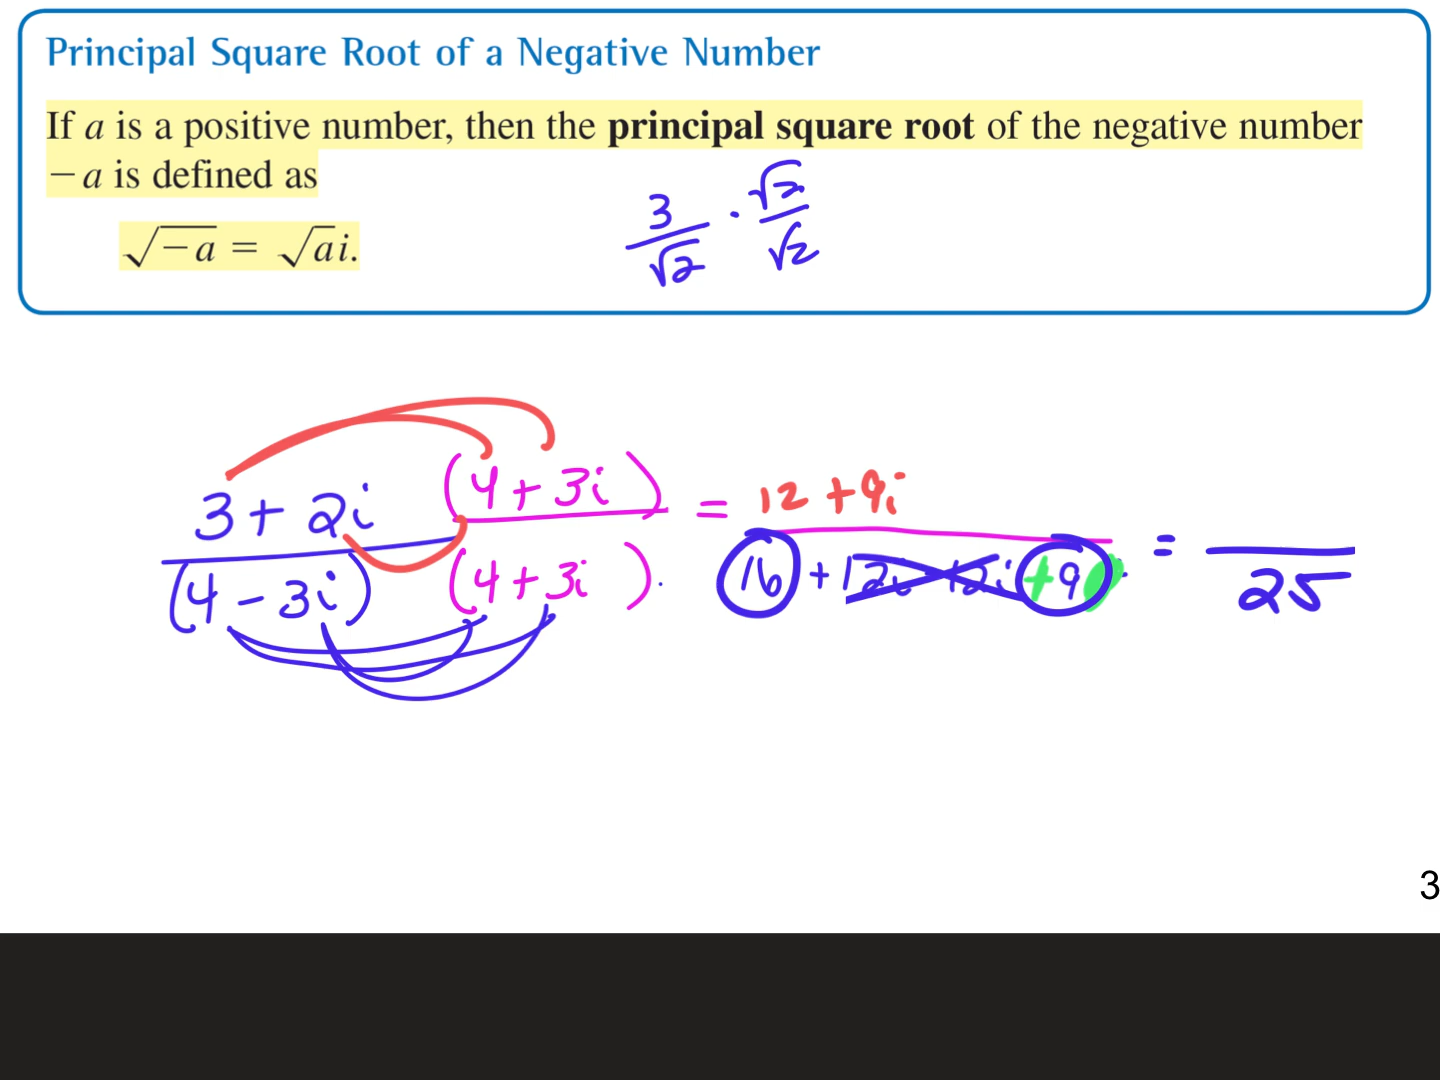 Principal Square Root of a Negative Number
If a is a positive number, then the principal square root of the negative number
−a is defined as
√−a = √a i.
3/√2 · √2/√2
3 + 2i (4 + 3i) = 12 + 9i
(4 − 3i) (4 + 3i). 16 + 12i − 12i + 9 = 25
3